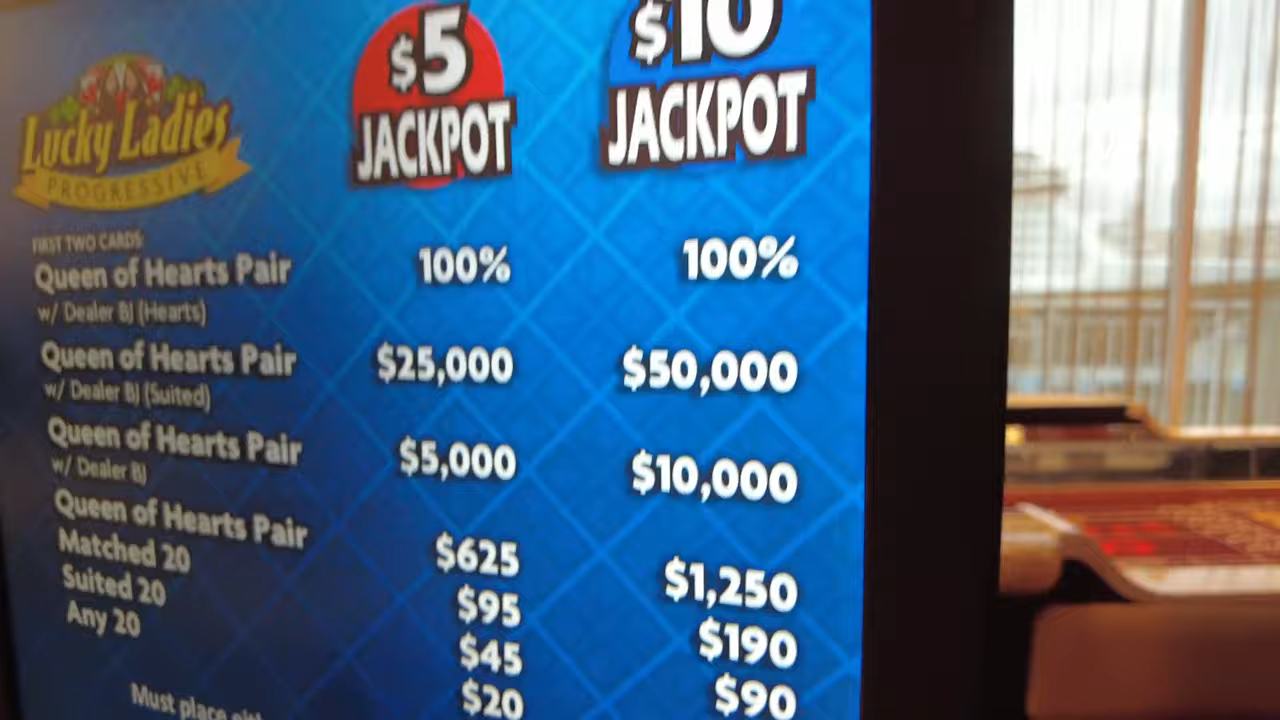 $5
JACKPOT
$10
JACKPOT
Lucky Ladies
PROGRESSIVE
FIRST TWO CARDS
Queen of Hearts Pair 100% 100%
w/ Dealer BJ (Hearts)
Queen of Hearts Pair $25,000 $50,000
w/ Dealer BJ (Suited)
Queen of Hearts Pair $5,000 $10,000
w/ Dealer BJ
Queen of Hearts Pair $625 $1,250
Matched 20 $95 $190
Suited 20 $45 $90
Any 20 $20
Must place